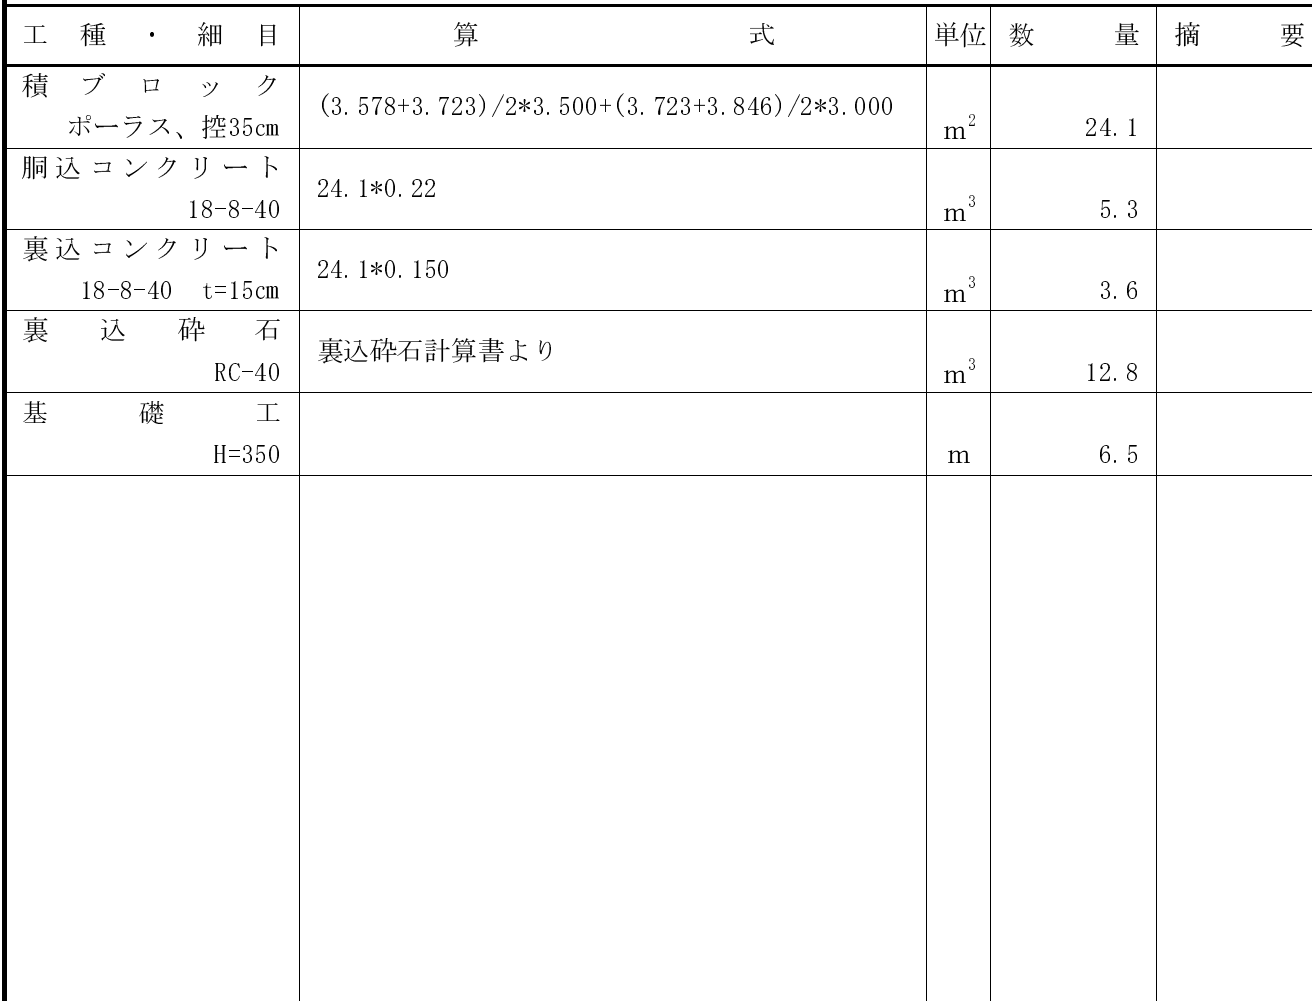 工種・細目 算式 単位 数量 摘要
積ブロック
(3.578+3.723)/2*3.500+(3.723+3.846)/2*3.000
ポーラス、控35㎝ m² 24.1
胴込コンクリート
24.1*0.22
18-8-40 m³ 5.3
裏込コンクリート
24.1*0.150
18-8-40 t=15㎝ m³ 3.6
裏込砕石
裏込砕石計算書より
RC-40 m³ 12.8
基礎工
H=350 m 6.5